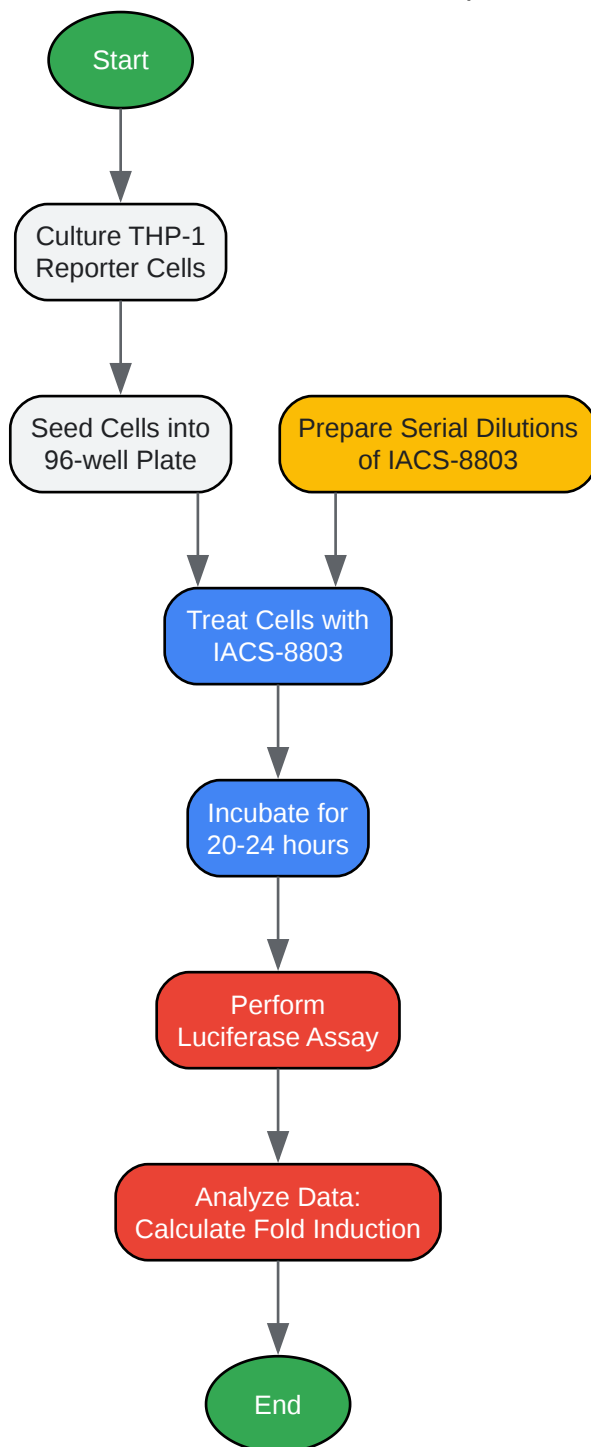 Start
Culture THP-1
Reporter Cells
Seed Cells into
96-well Plate
Prepare Serial Dilutions
of IACS-8803
Treat Cells with
IACS-8803
Incubate for
20-24 hours
Perform
Luciferase Assay
Analyze Data:
Calculate Fold Induction
End